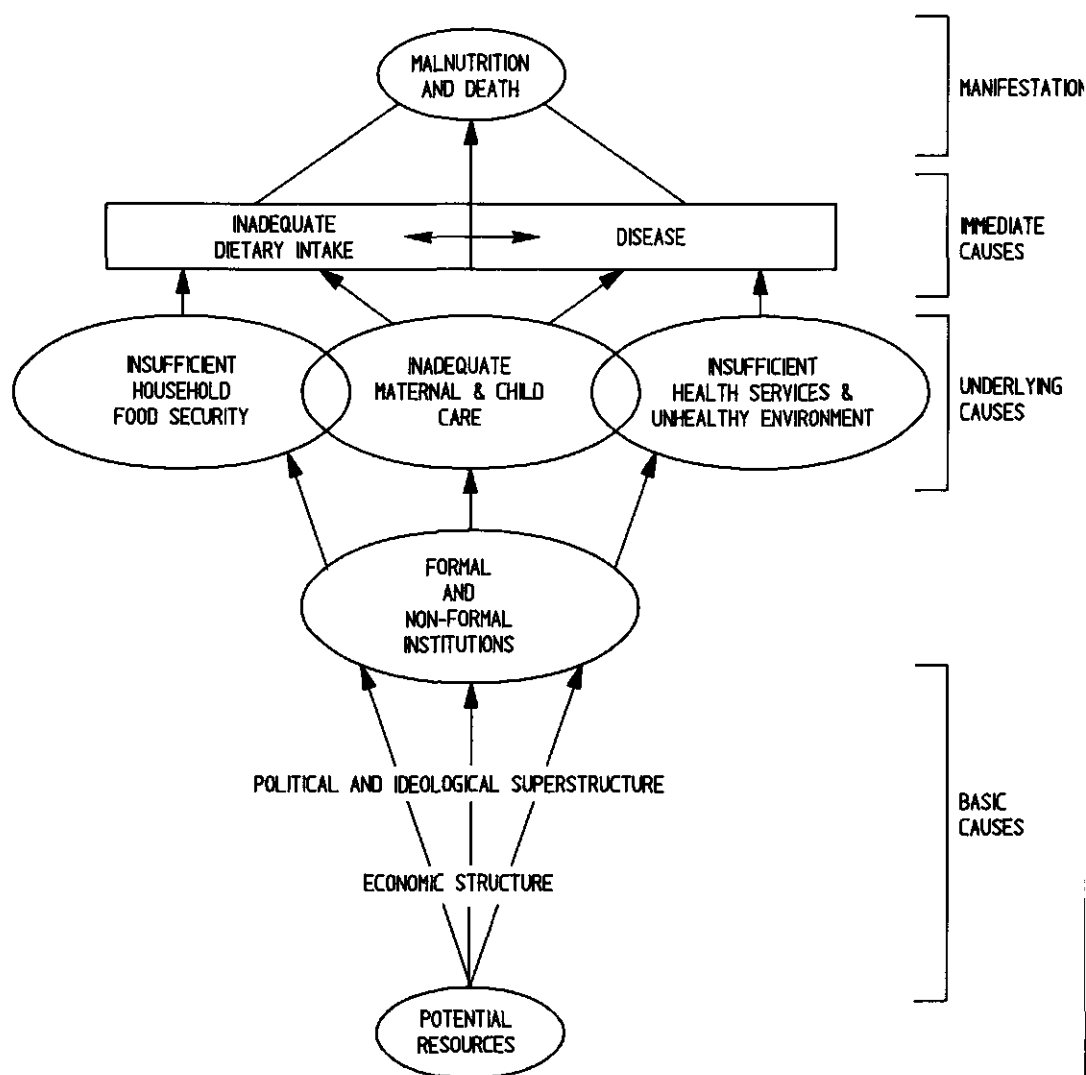 MALNUTRITION
AND DEATH
MANIFESTATION
INADEQUATE
DIETARY INTAKE
DISEASE
IMMEDIATE
CAUSES
INSUFFICIENT
HOUSEHOLD
FOOD SECURITY
INADEQUATE
MATERNAL & CHILD
CARE
INSUFFICIENT
HEALTH SERVICES &
UNHEALTHY ENVIRONMENT
UNDERLYING
CAUSES
FORMAL
AND
NON-FORMAL
INSTITUTIONS
POLITICAL AND IDEOLOGICAL SUPERSTRUCTURE
ECONOMIC STRUCTURE
BASIC
CAUSES
POTENTIAL
RESOURCES